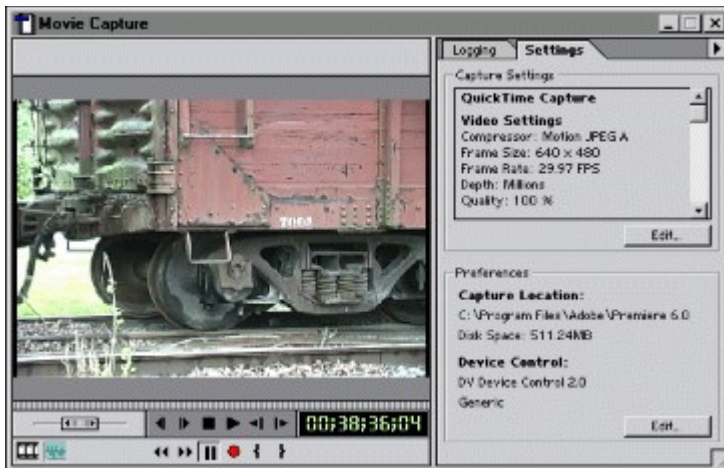 Movie Capture
Logging
Settings
Capture Settings
QuickTime Capture
Video Settings
Compressor: Motion JPEG A
Frame Size: 640 x 480
Frame Rate: 29.97 FPS
Depth: Millions
Quality: 100 %
Edit...
Preferences
Capture Location:
C:\Program Files\Adobe\Premiere 6.0
Disk Space: 511.24MB
Device Control:
DV Device Control 2.0
Generic
Edit...
00;38;36;04